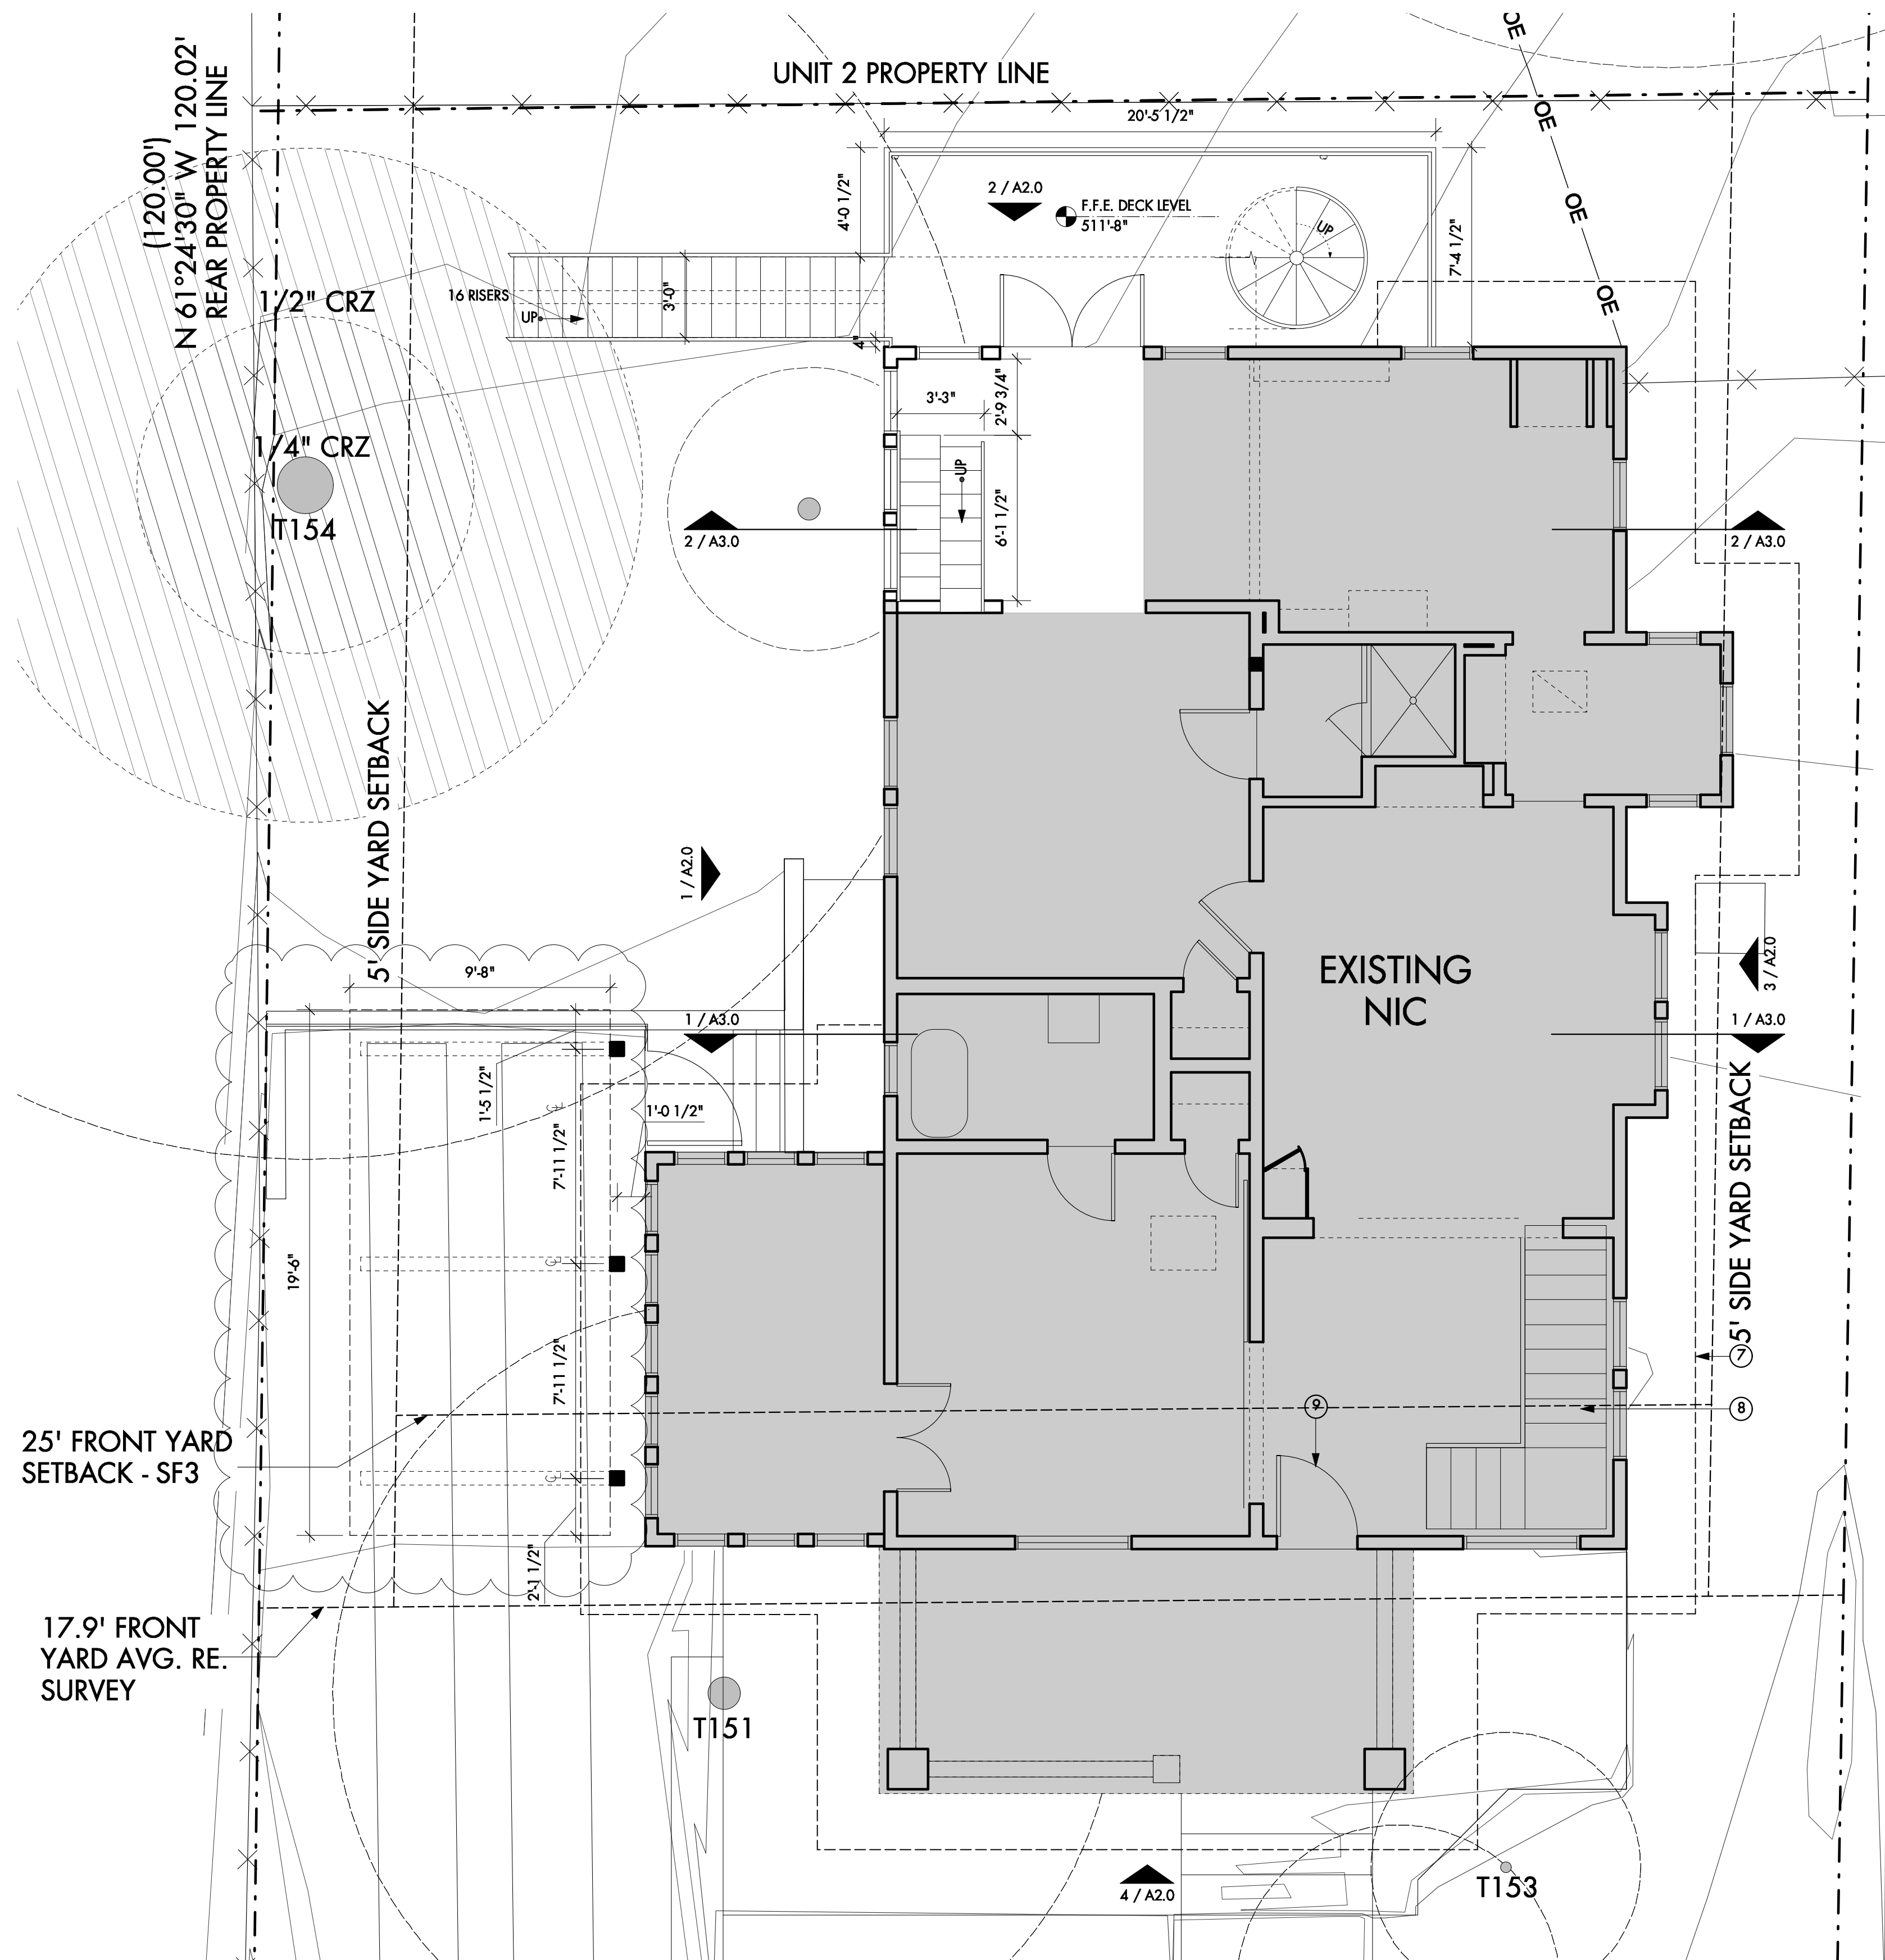 UNIT 2 PROPERTY LINE
N 61°24'30" W 120.02'
(120.00')
REAR PROPERTY LINE
OE
OE
OE
OE
20'-5 1/2"
4'-0 1/2"
2 / A2.0
F.F.E. DECK LEVEL
511'-8"
UP
7'-4 1/2"
1/2" CRZ
16 RISERS
UP
3'-0"
4"
1/4" CRZ
T154
3'-3"
2'-9 3/4"
UP
6'-1 1/2"
2 / A3.0
2 / A3.0
5' SIDE YARD SETBACK
1 / A2.0
9'-8"
EXISTING
NIC
3 / A2.0
1 / A3.0
1 / A3.0
1'-5 1/2"
1'-0 1/2"
7'-11 1/2"
19'-6"
7'-11 1/2"
5' SIDE YARD SETBACK
7
8
9
25' FRONT YARD
SETBACK - SF3
2'-1 1/2"
17.9' FRONT
YARD AVG. RE.
SURVEY
T151
4 / A2.0
T153